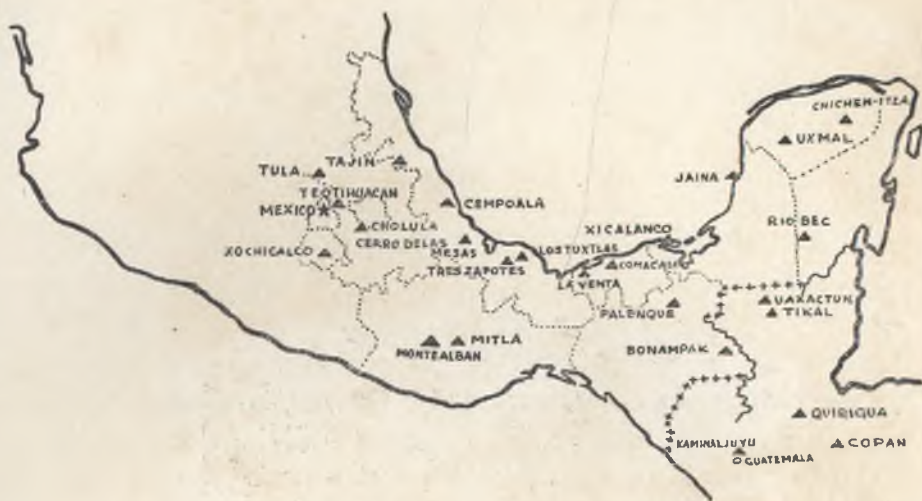 CHICHEN-ITZA
UXMAL
TAJIN
TULA
JAINA
TEOTIHUACAN
MEXICO
CEMPOALA
CHOLULA
RIO BEC
XICALANCO
CERRO DE LAS
MESAS
XOCHICALCO
LOS TUXTLAS
TRES ZAPOTES
COMACALCO
LA VENTA
UAXACTUN
PALENQUE
TIKAL
MITLA
MONTEALBAN
BONAMPAK
QUIRIGUA
KAMINALJUYU
COPAN
GUATEMALA